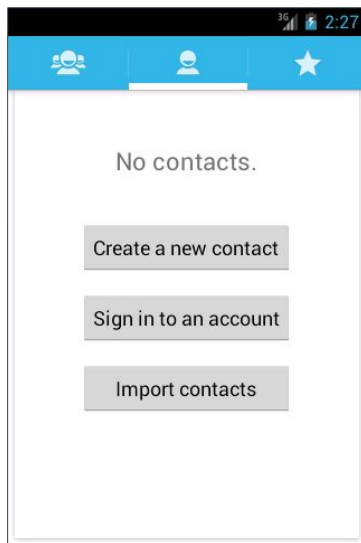 3G 2:27
No contacts.
Create a new contact
Sign in to an account
Import contacts